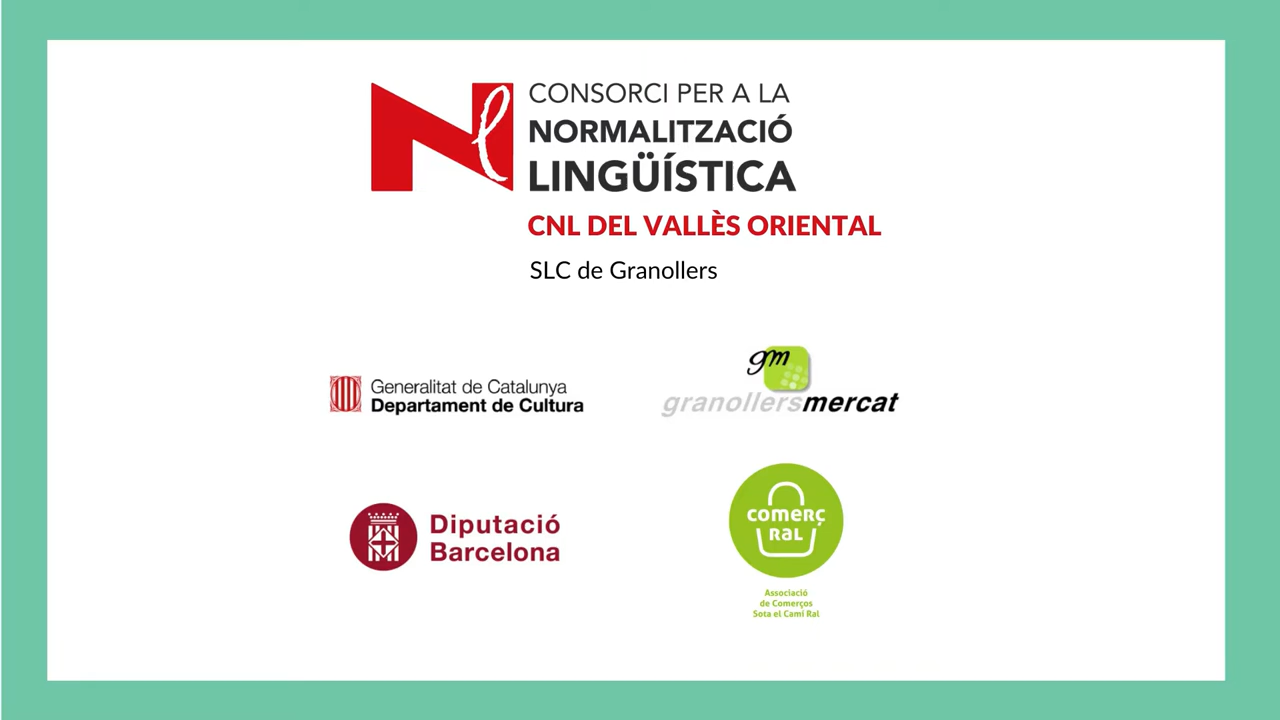 CONSORCI PER A LA
NORMALITZACIÓ
LINGÜÍSTICA
CNL DEL VALLÈS ORIENTAL
SLC de Granollers
Generalitat de Catalunya
Departament de Cultura
gm
granollersmercat
Diputació
Barcelona
comerç
Ral
Associació
de Comerços
Sota el Camí Ral